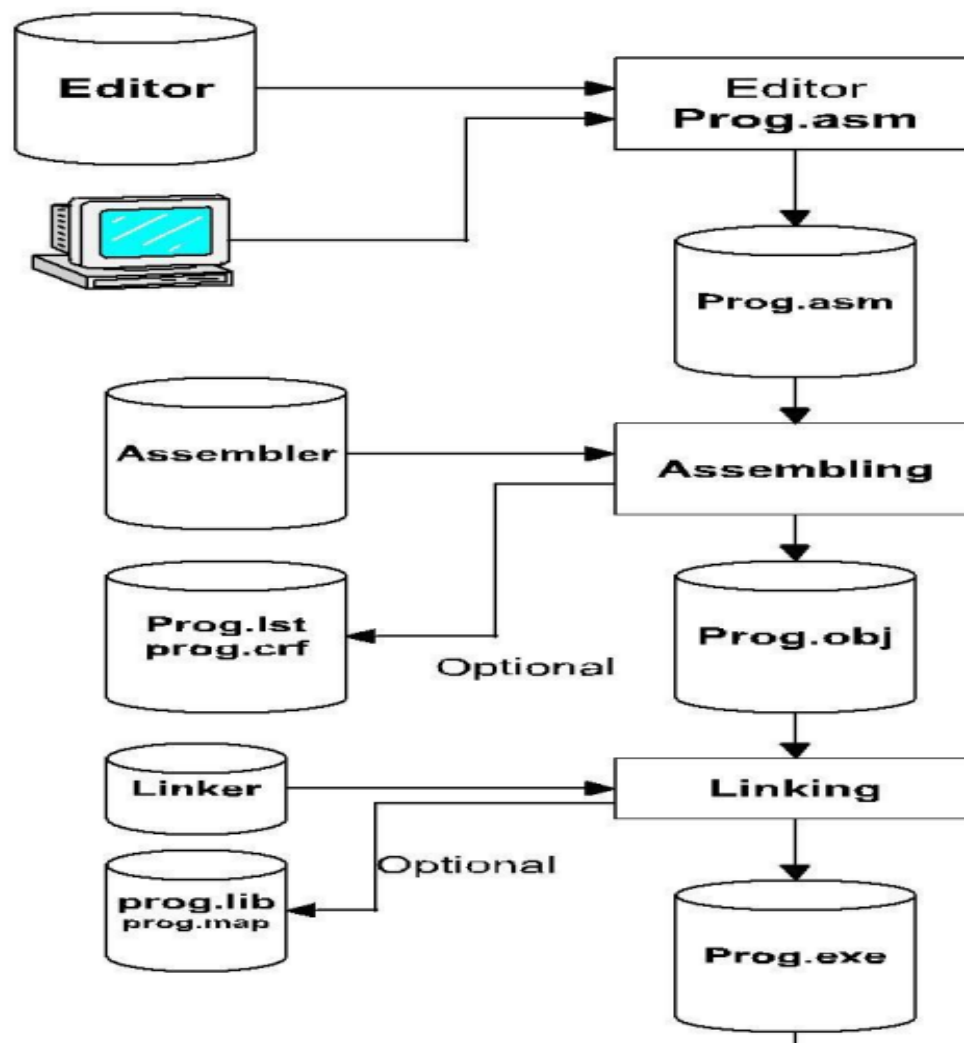 Editor
Editor
Prog.asm
Prog.asm
Assembler
Assembling
Prog.lst
prog.crf
Optional
Prog.obj
Linker
Linking
Optional
prog.lib
prog.map
Prog.exe